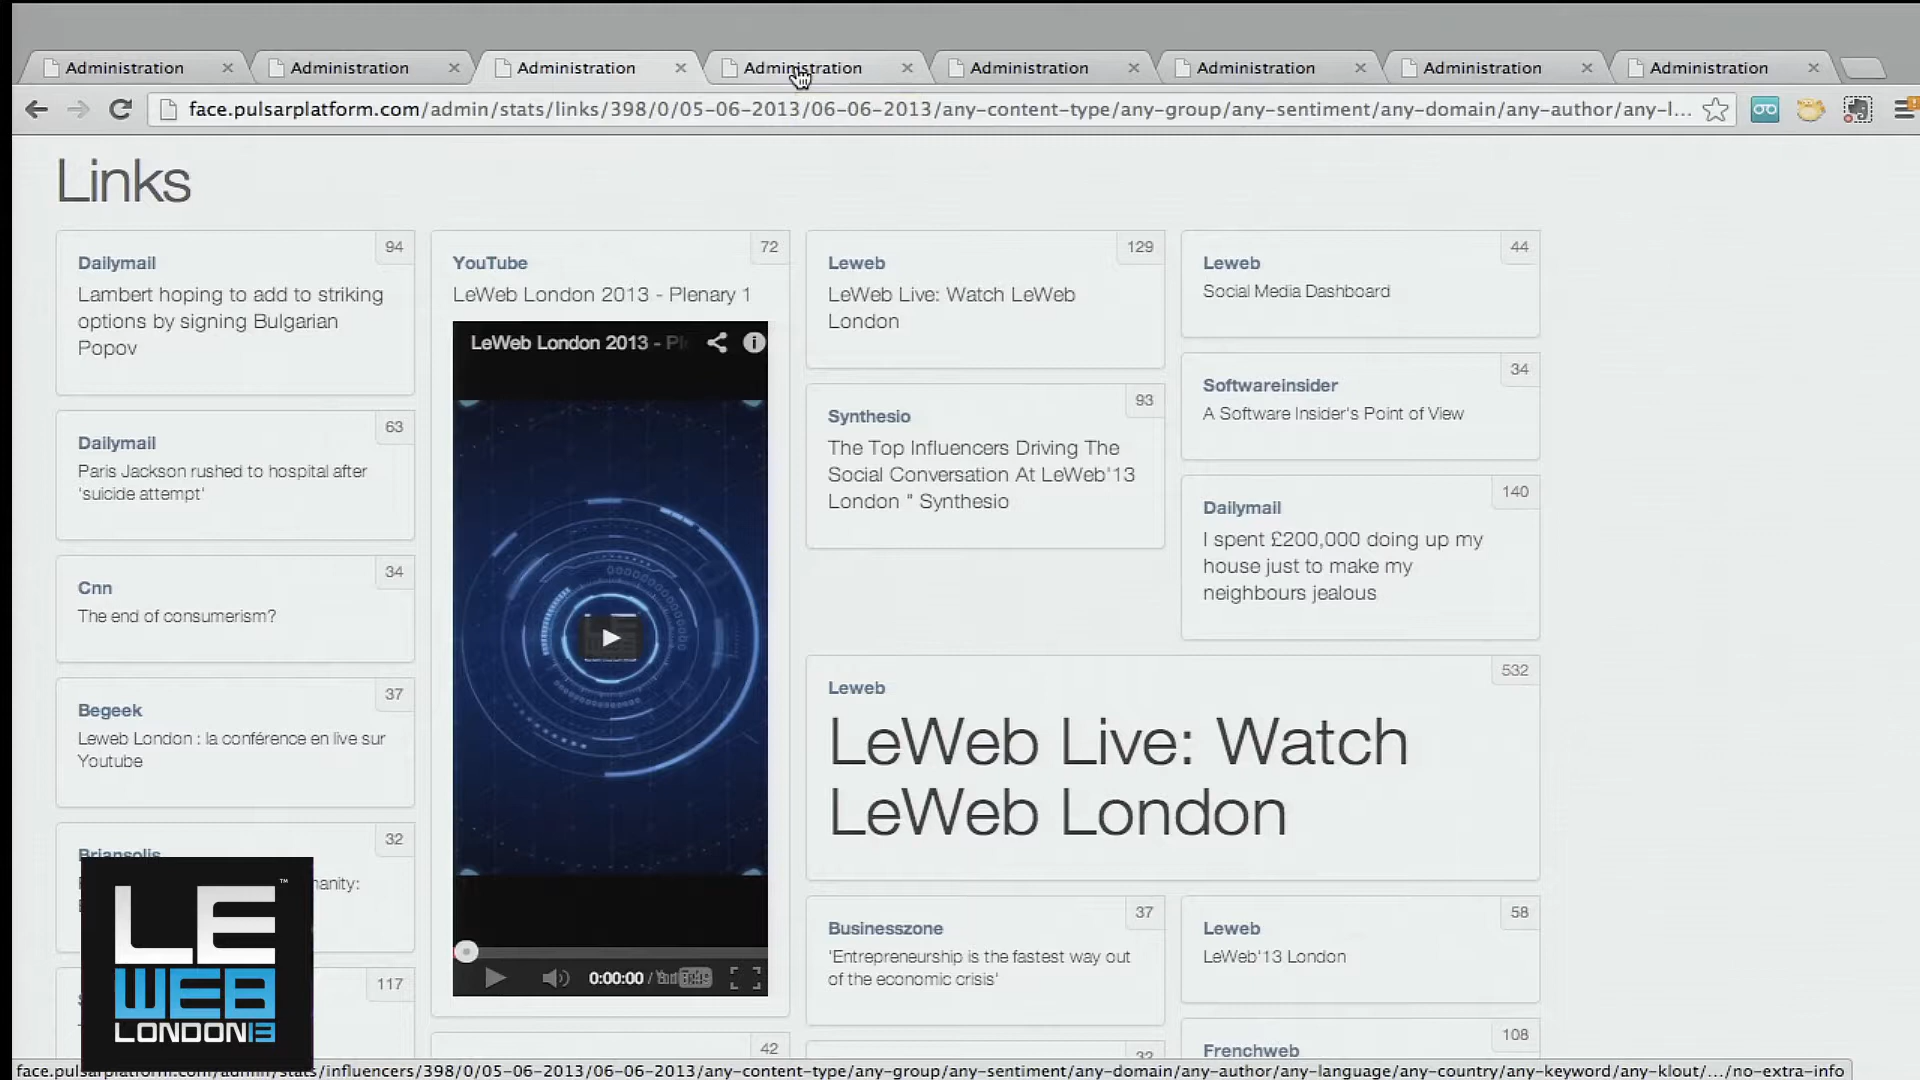 Administration
Administration
Administration
Administration
Administration
Administration
Administration
Administration
face.pulsarplatform.com/admin/stats/links/398/0/05-06-2013/06-06-2013/any-content-type/any-group/any-sentiment/any-domain/any-author/any-l...
Links
94
Dailymail
Lambert hoping to add to striking
options by signing Bulgarian
Popov
63
Dailymail
Paris Jackson rushed to hospital after
'suicide attempt'
34
Cnn
The end of consumerism?
37
Begeek
Leweb London : la conférence en live sur
Youtube
32
Briansolis
anity:
117
72
YouTube
LeWeb London 2013 - Plenary 1
LeWeb London 2013 - Pl
0:00:00 /
42
129
Leweb
LeWeb Live: Watch LeWeb
London
93
Synthesio
The Top Influencers Driving The
Social Conversation At LeWeb'13
London " Synthesio
44
Leweb
Social Media Dashboard
34
Softwareinsider
A Software Insider's Point of View
140
Dailymail
I spent £200,000 doing up my
house just to make my
neighbours jealous
532
Leweb
LeWeb Live: Watch
LeWeb London
37
Businesszone
'Entrepreneurship is the fastest way out
of the economic crisis'
32
58
Leweb
LeWeb'13 London
108
Frenchweb
LE™
WEB
LONDON13
face.pulsarplatform.com/admin/stats/influencers/398/0/05-06-2013/06-06-2013/any-content-type/any-group/any-sentiment/any-domain/any-author/any-language/any-country/any-keyword/any-klout/.../no-extra-info